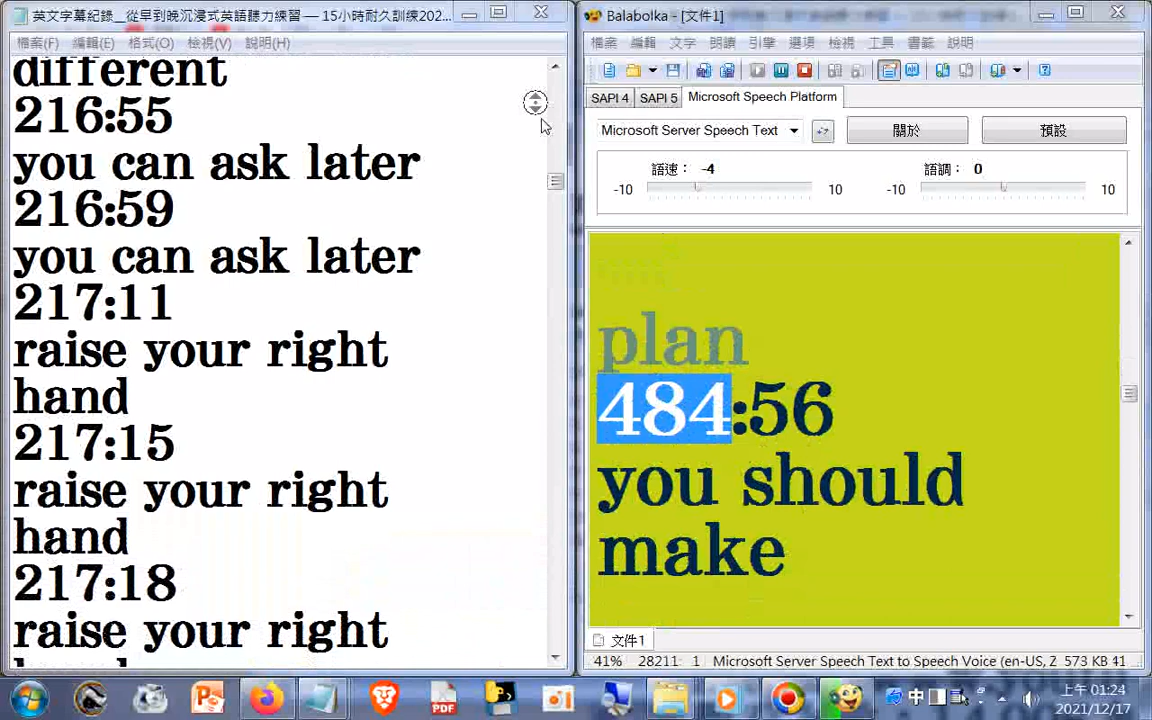 英文字幕紀錄__從早到晚沉浸式英語聽力練習 — 15小時耐久訓練202...
檔案(F) 編輯(E) 格式(O) 檢視(V) 說明(H)
different
216:55
you can ask later
216:59
you can ask later
217:11
raise your right
hand
217:15
raise your right
hand
217:18
raise your right
Balabolka - [文件1]
檔案 編輯 文字 朗讀 引擎 選項 檢視 工具 書籤 說明
SAPI 4 SAPI 5 Microsoft Speech Platform
Microsoft Server Speech Text 關於 預設
語速： -4 語調： 0
-10 10 -10 10
plan
484:56
you should
make
文件1
41% 28211: 1 Microsoft Server Speech Text to Speech Voice (en-US, 2 573 KB 41
中
上午 01:24
2021/12/17